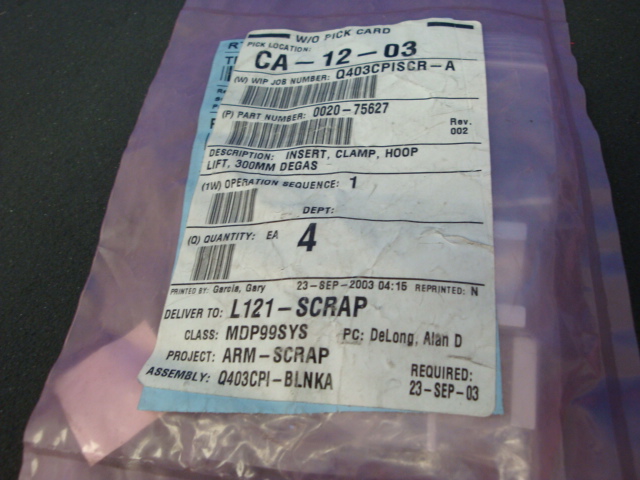 W/O PICK CARD
PICK LOCATION:
CA-12-03
(W) WIP JOB NUMBER: Q403CPISCR-A
(P) PART NUMBER: 0020-75627
Rev.
002
DESCRIPTION: INSERT, CLAMP, HOOP
LIFT, 300MM DEGAS
(1W) OPERATION SEQUENCE: 1
DEPT:
(Q) QUANTITY: EA 4
PRINTED BY: Garcia, Gary 23-SEP-2003 04:15 REPRINTED: N
DELIVER TO: L121-SCRAP
CLASS: MDP99SYS PC: DeLong, Alan D
PROJECT: ARM-SCRAP
REQUIRED:
ASSEMBLY: Q403CPI-BLNKA
23-SEP-03